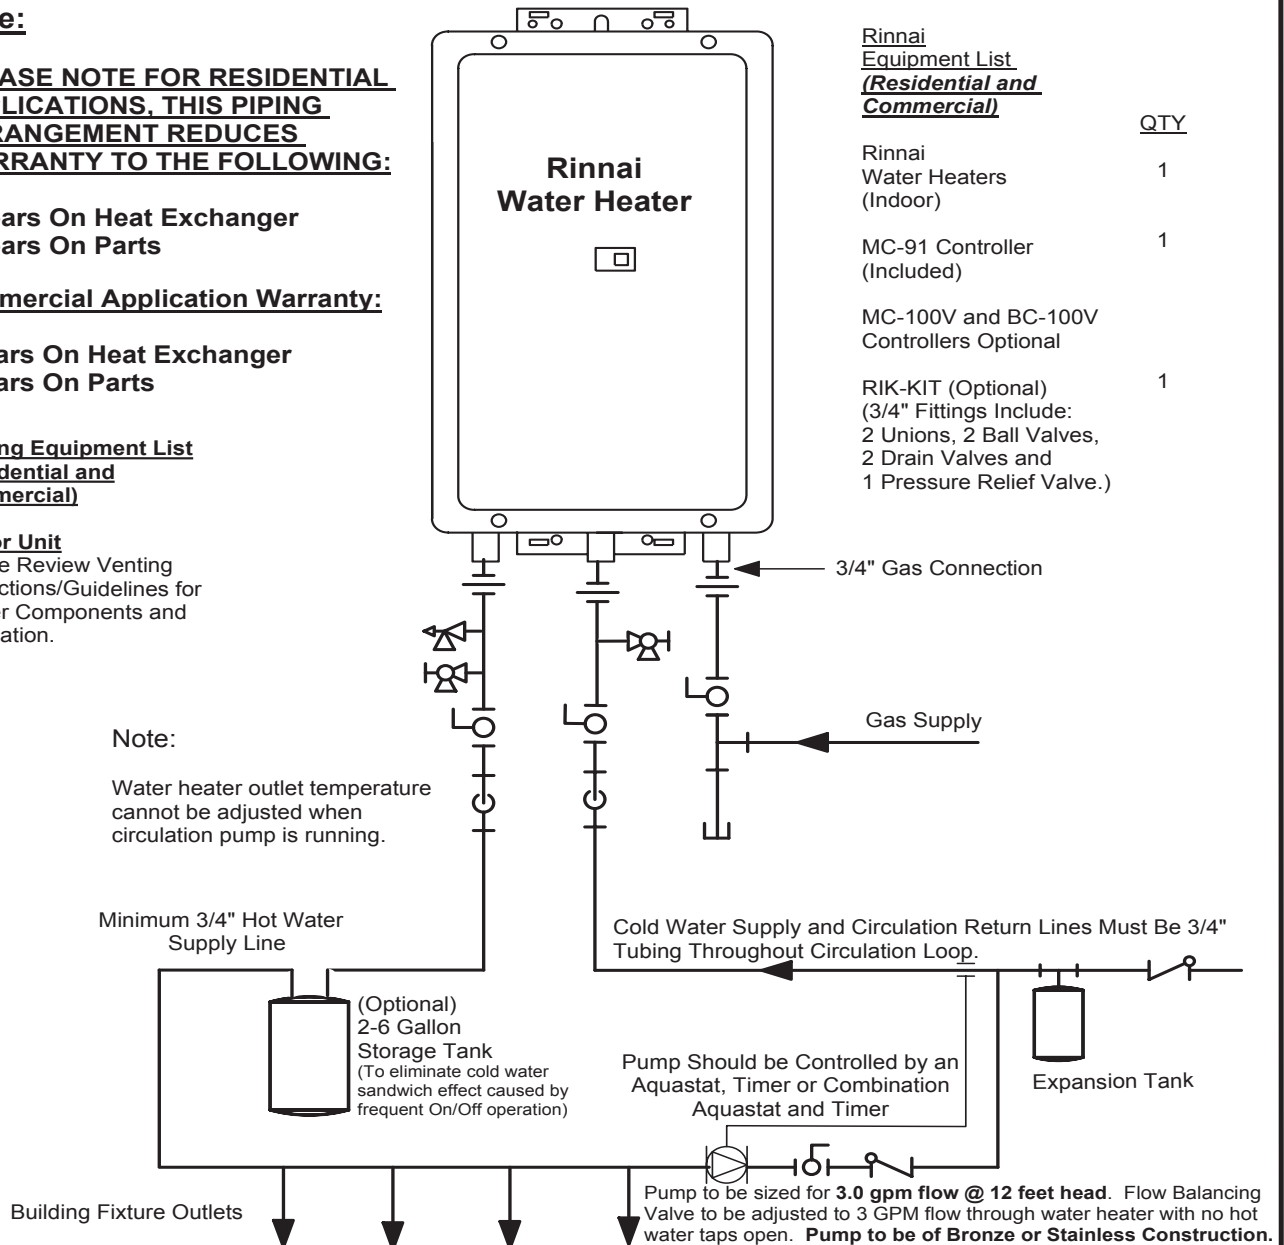 e:
EASE NOTE FOR RESIDENTIAL
PLICATIONS, THIS PIPING
RANGEMENT REDUCES
RRANTY TO THE FOLLOWING:
ars On Heat Exchanger
ars On Parts
mercial Application Warranty:
ars On Heat Exchanger
ars On Parts
ng Equipment List
idential and
mercial)
or Unit
e Review Venting
ctions/Guidelines for
er Components and
ation.
Rinnai
Water Heater
Rinnai
Equipment List
(Residential and
Commercial)
QTY
Rinnai
Water Heaters
(Indoor)
1
MC-91 Controller
(Included)
1
MC-100V and BC-100V
Controllers Optional
RIK-KIT (Optional)
1
(3/4" Fittings Include:
2 Unions, 2 Ball Valves,
2 Drain Valves and
1 Pressure Relief Valve.)
3/4" Gas Connection
Gas Supply
Note:
Water heater outlet temperature
cannot be adjusted when
circulation pump is running.
Minimum 3/4" Hot Water
Supply Line
Cold Water Supply and Circulation Return Lines Must Be 3/4"
Tubing Throughout Circulation Loop.
(Optional)
2-6 Gallon
Storage Tank
(To eliminate cold water
sandwich effect caused by
frequent On/Off operation)
Pump Should be Controlled by an
Aquastat, Timer or Combination
Aquastat and Timer
Expansion Tank
Building Fixture Outlets
Pump to be sized for 3.0 gpm flow @ 12 feet head. Flow Balancing
Valve to be adjusted to 3 GPM flow through water heater with no hot
water taps open. Pump to be of Bronze or Stainless Construction.